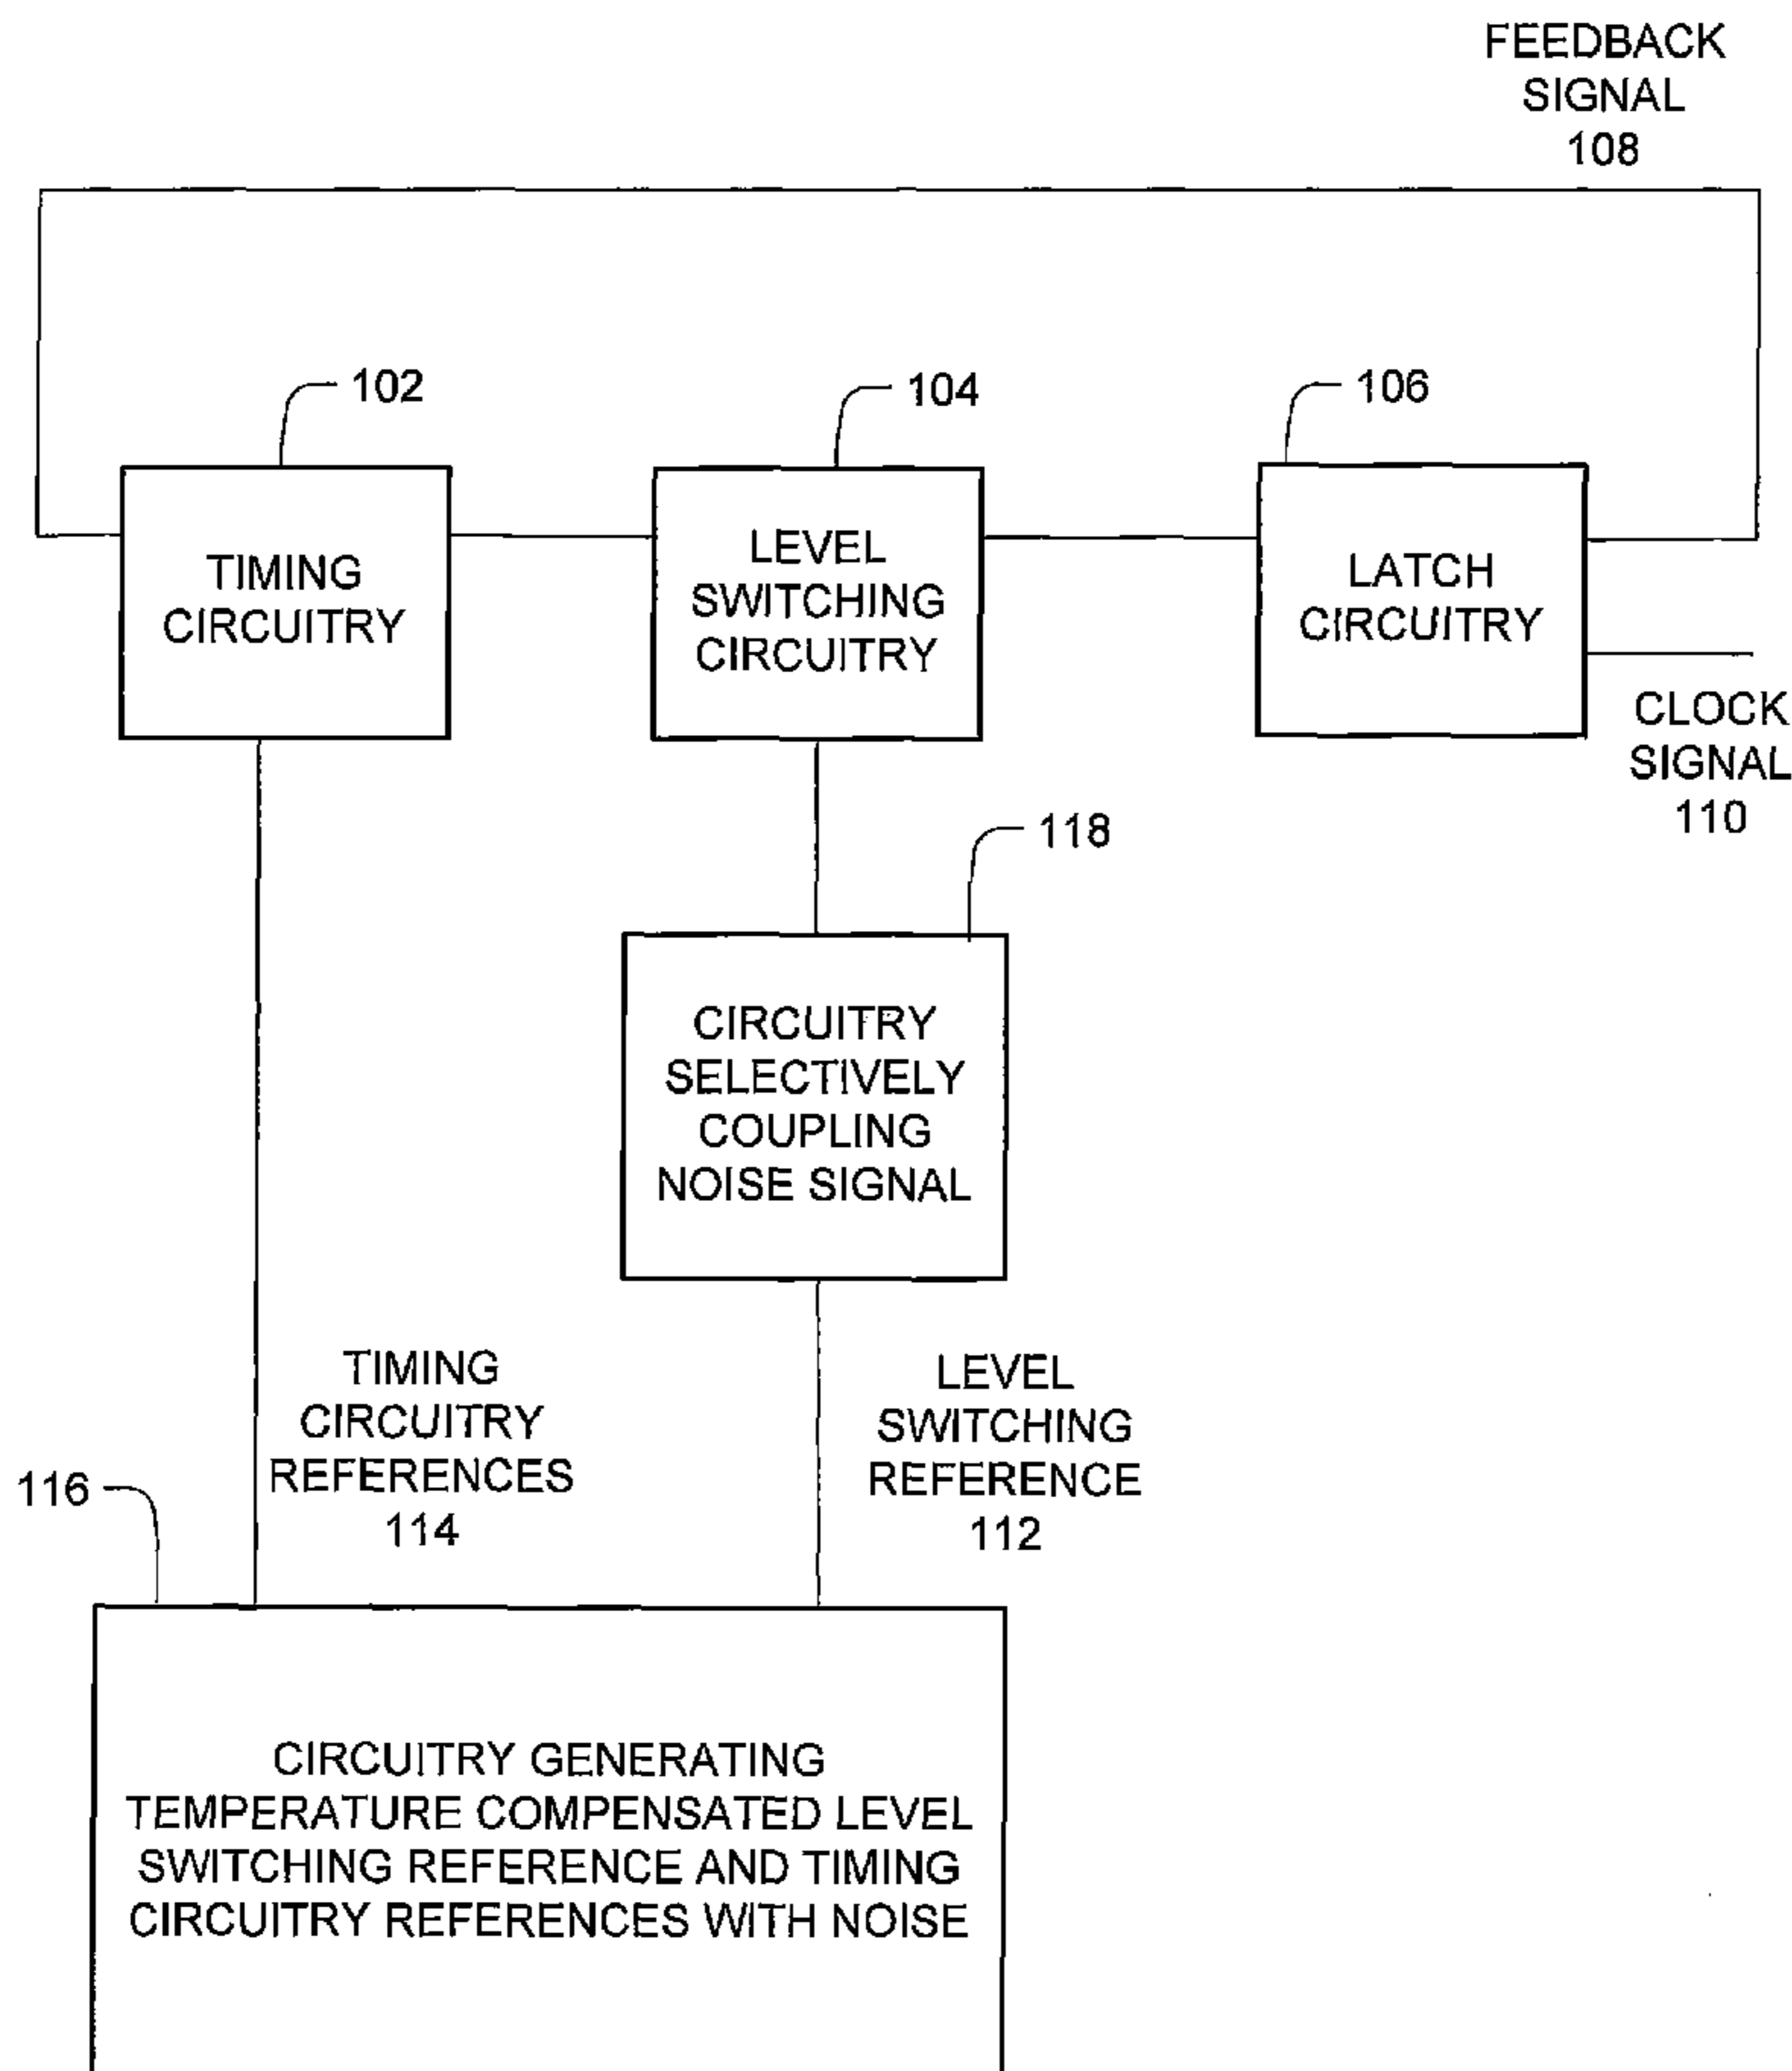 FEEDBACK
SIGNAL
108
102
104
106
TIMING
CIRCUITRY
LEVEL
SWITCHING
CIRCUITRY
LATCH
CIRCUITRY
CLOCK
SIGNAL
110
118
CIRCUITRY
SELECTIVELY
COUPLING
NOISE SIGNAL
TIMING
CIRCUITRY
REFERENCES
114
LEVEL
SWITCHING
REFERENCE
112
116
CIRCUITRY GENERATING
TEMPERATURE COMPENSATED LEVEL
SWITCHING REFERENCE AND TIMING
CIRCUITRY REFERENCES WITH NOISE